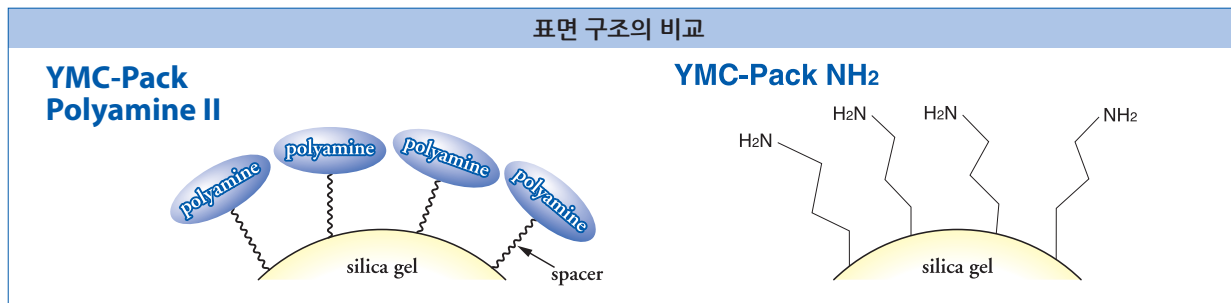 표면 구조의 비교
YMC-Pack
Polyamine II
polyamine
polyamine
polyamine
polyamine
silica gel
spacer
YMC-Pack NH2
H2N
H2N
H2N
NH2
silica gel